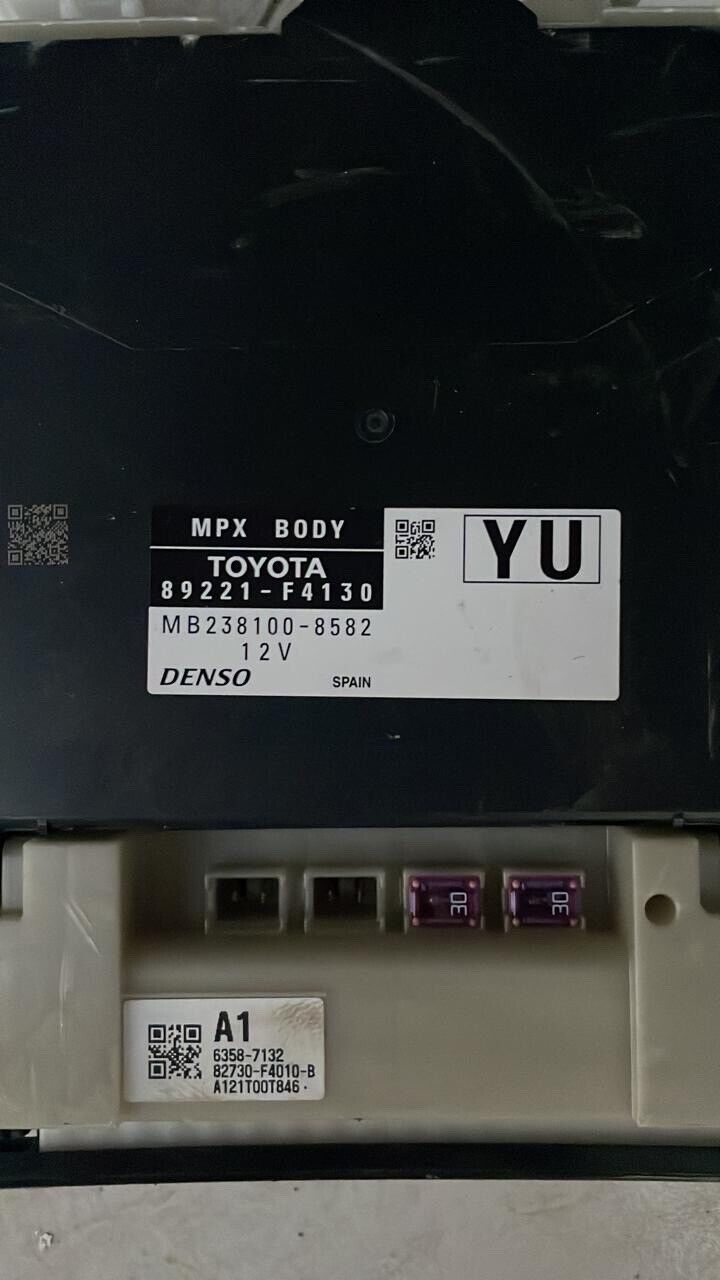 MPX BODY
TOYOTA
89221-F4130
YU
MB238100-8582
12V
DENSO
SPAIN
30
30
A1
6358-7132
82730-F4010-B
A121T00T846